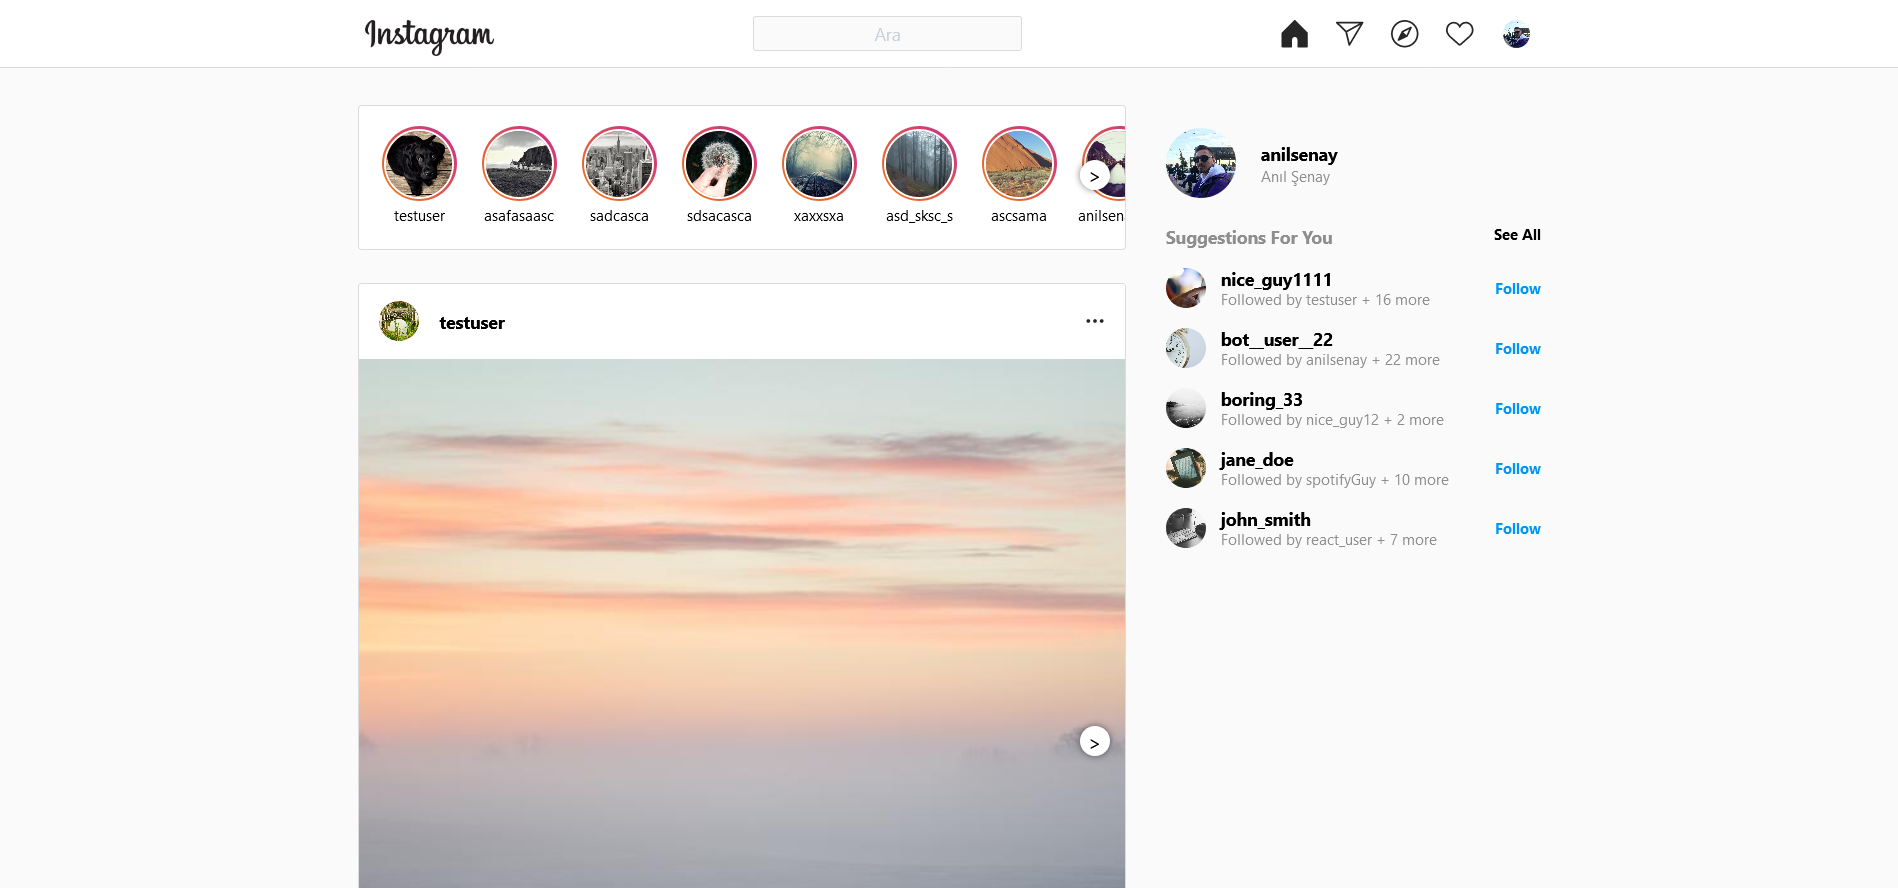 Instagram
Ara
testuser
asafasaasc
sadcasca
sdsacasca
xaxxsxa
asd_sksc_s
ascsama
anilsen
>
anilsenay
Anıl Şenay
Suggestions For You
See All
nice_guy1111
Followed by testuser + 16 more
Follow
bot__user__22
Followed by anilsenay + 22 more
Follow
boring_33
Followed by nice_guy12 + 2 more
Follow
jane_doe
Followed by spotifyGuy + 10 more
Follow
john_smith
Followed by react_user + 7 more
Follow
testuser
>